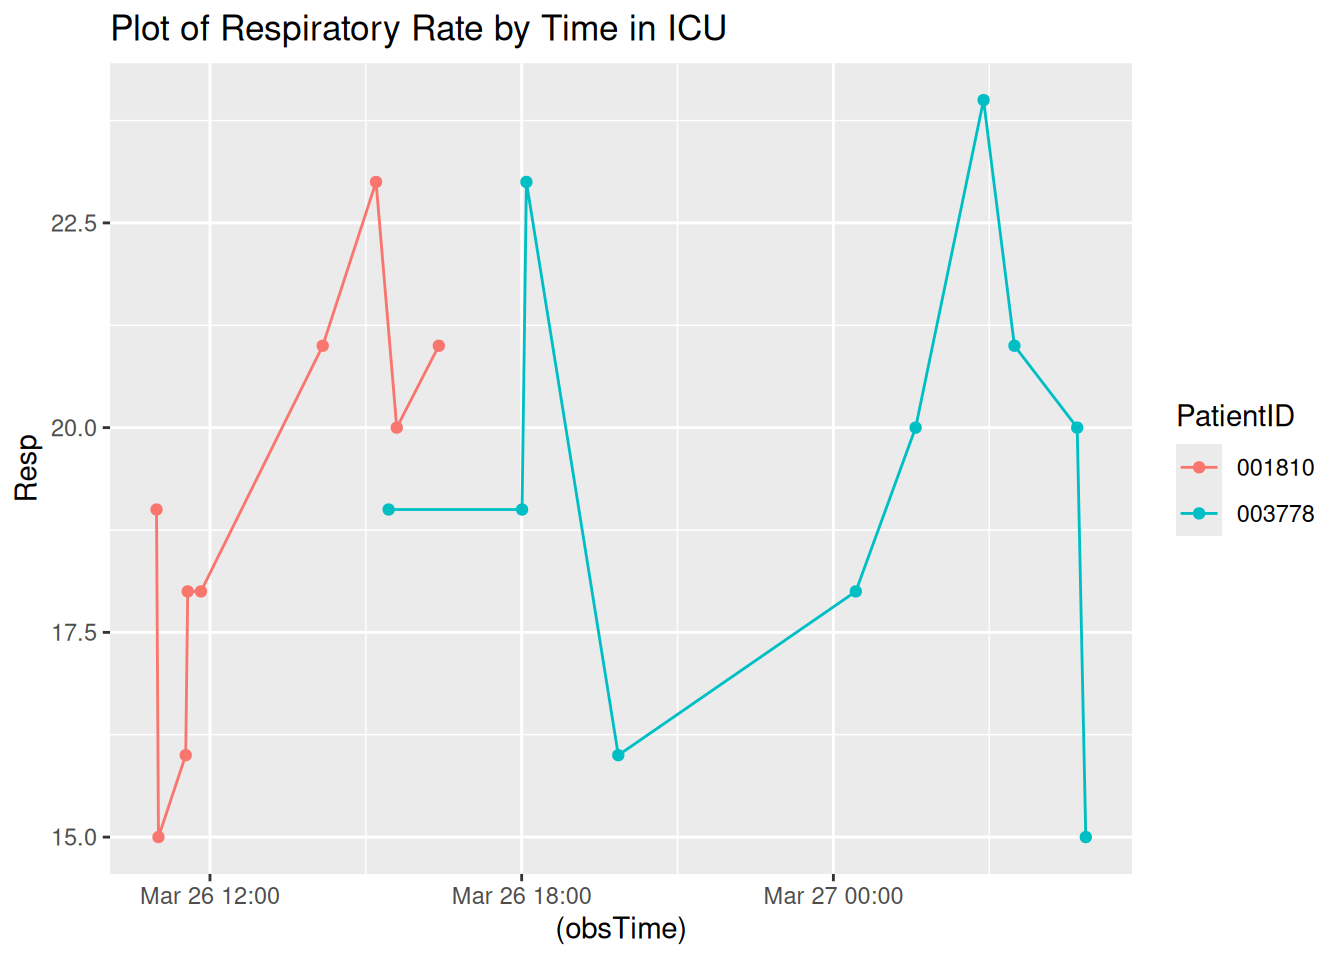 Plot of Respiratory Rate by Time in ICU
Resp
22.5
20.0
17.5
15.0
Mar 26 12:00
Mar 26 18:00
Mar 27 00:00
(obsTime)
PatientID
001810
003778